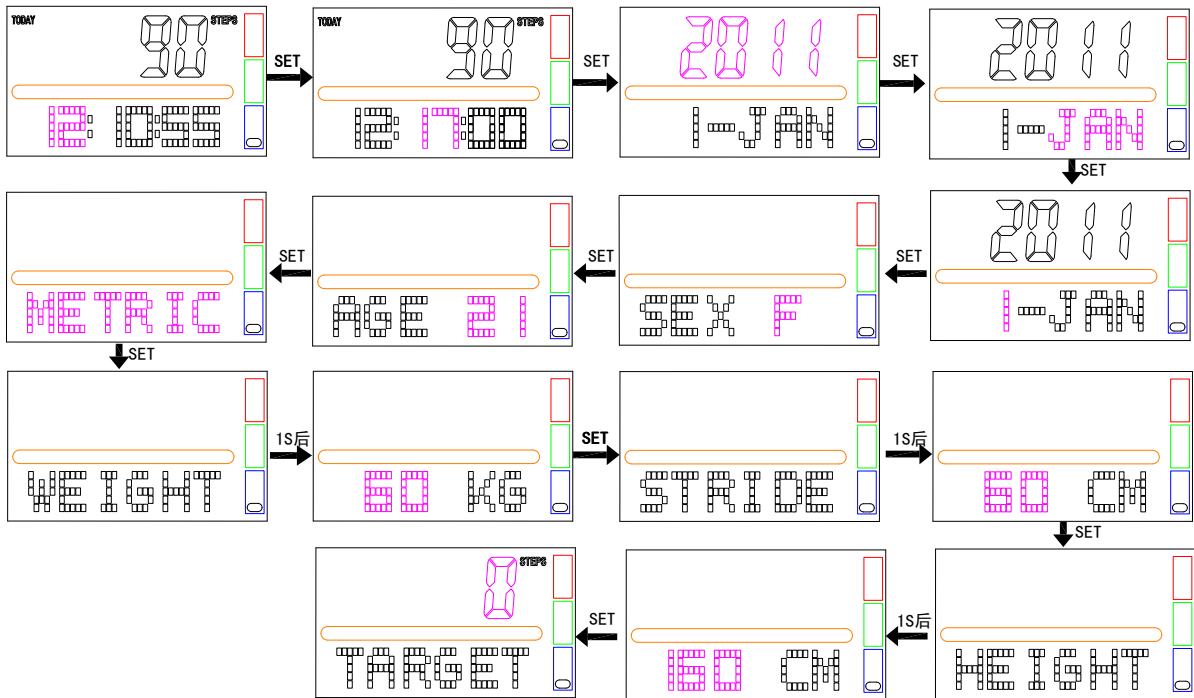 TODAY STEPS
90
12:10:55
SET
TODAY STEPS
90
12:17:00
SET
2011
1-JAN
SET
2011
1-JAN
SET
METRIC
SET
AGE 21
SET
SEX F
SET
2011
1-JAN
SET
WEIGHT
1S后
60 KG
SET
STRIDE
1S后
60 CM
SET
STEPS
0
TARGET
SET
160 CM
1S后
HEIGHT